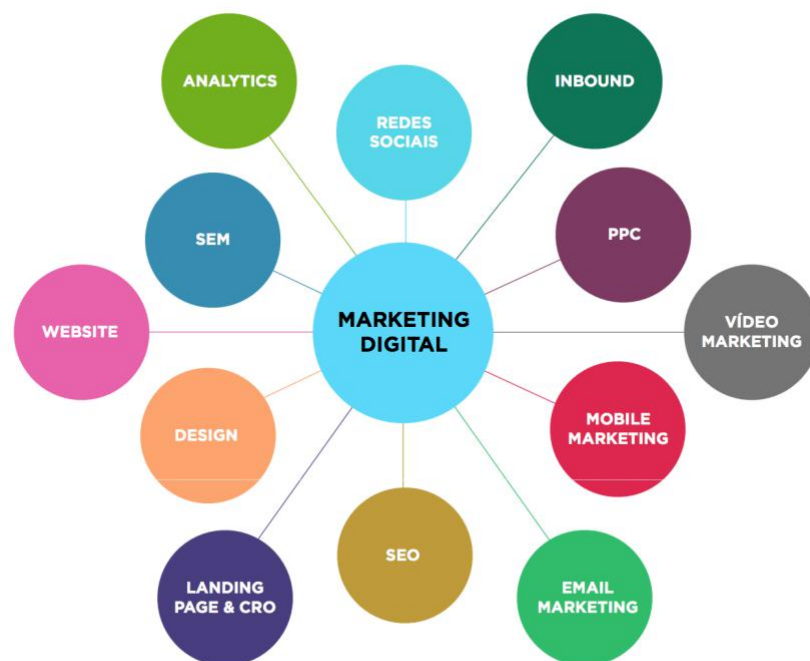 ANALYTICS
INBOUND
REDES
SOCIAIS
SEM
PPC
WEBSITE
MARKETING
DIGITAL
VÍDEO
MARKETING
DESIGN
MOBILE
MARKETING
SEO
LANDING
PAGE & CRO
EMAIL
MARKETING